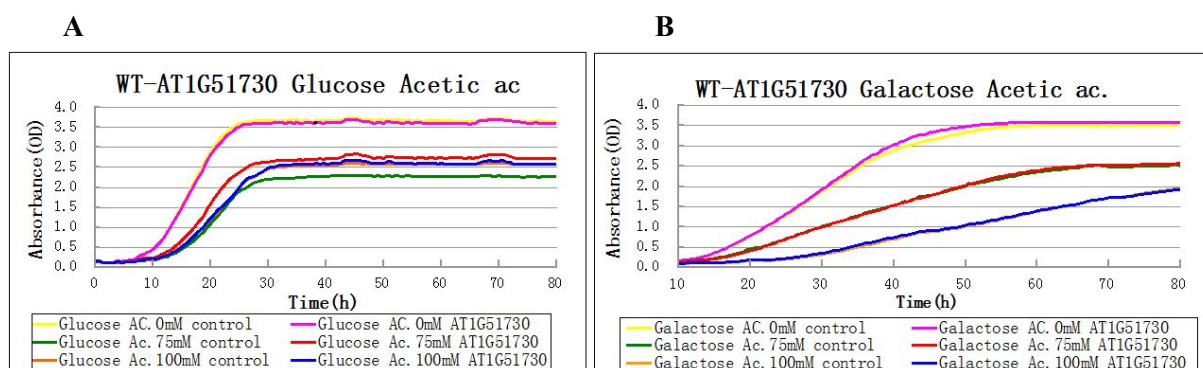 A
B
WT-AT1G51730 Glucose Acetic ac
4.0
3.5
3.0
2.5
2.0
1.5
1.0
0.5
0.0
Absorbance(OD)
0 10 20 30 40 50 60 70 80
Time(h)
Glucose AC.0mM control Glucose AC.0mM AT1G51730
Glucose Ac.75mM control Glucose Ac.75mM AT1G51730
Glucose Ac.100mM control Glucose Ac.100mM AT1G51730
WT-AT1G51730 Galactose Acetic ac.
4.0
3.5
3.0
2.5
2.0
1.5
1.0
0.5
0.0
Absorbance(OD)
10 20 30 40 50 60 70 80
Time(h)
Galactose AC.0mM control Galactose AC.0mM AT1G51730
Galactose Ac.75mM control Galactose Ac.75mM AT1G51730
Galactose Ac.100mM control Galactose Ac.100mM AT1G51730